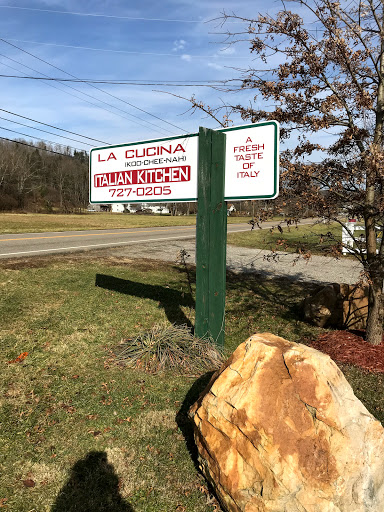 LA CUCINA
(KOO-CHEE-NAH)
ITALIAN KITCHEN
727-0205
A
FRESH
TASTE
OF
ITALY